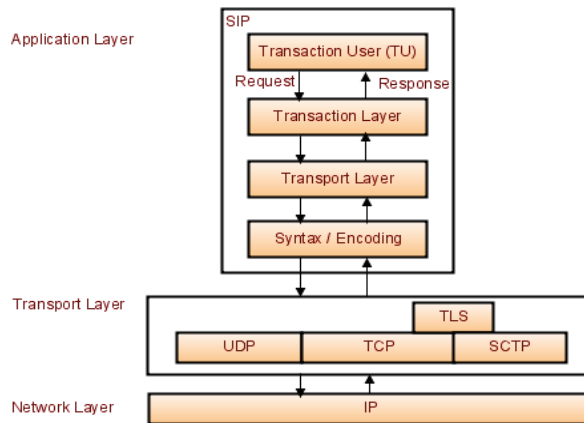 SIP
Application Layer
Transaction User (TU)
Request
Response
Transaction Layer
Transport Layer
Syntax / Encoding
Transport Layer
TLS
UDP
TCP
SCTP
Network Layer
IP